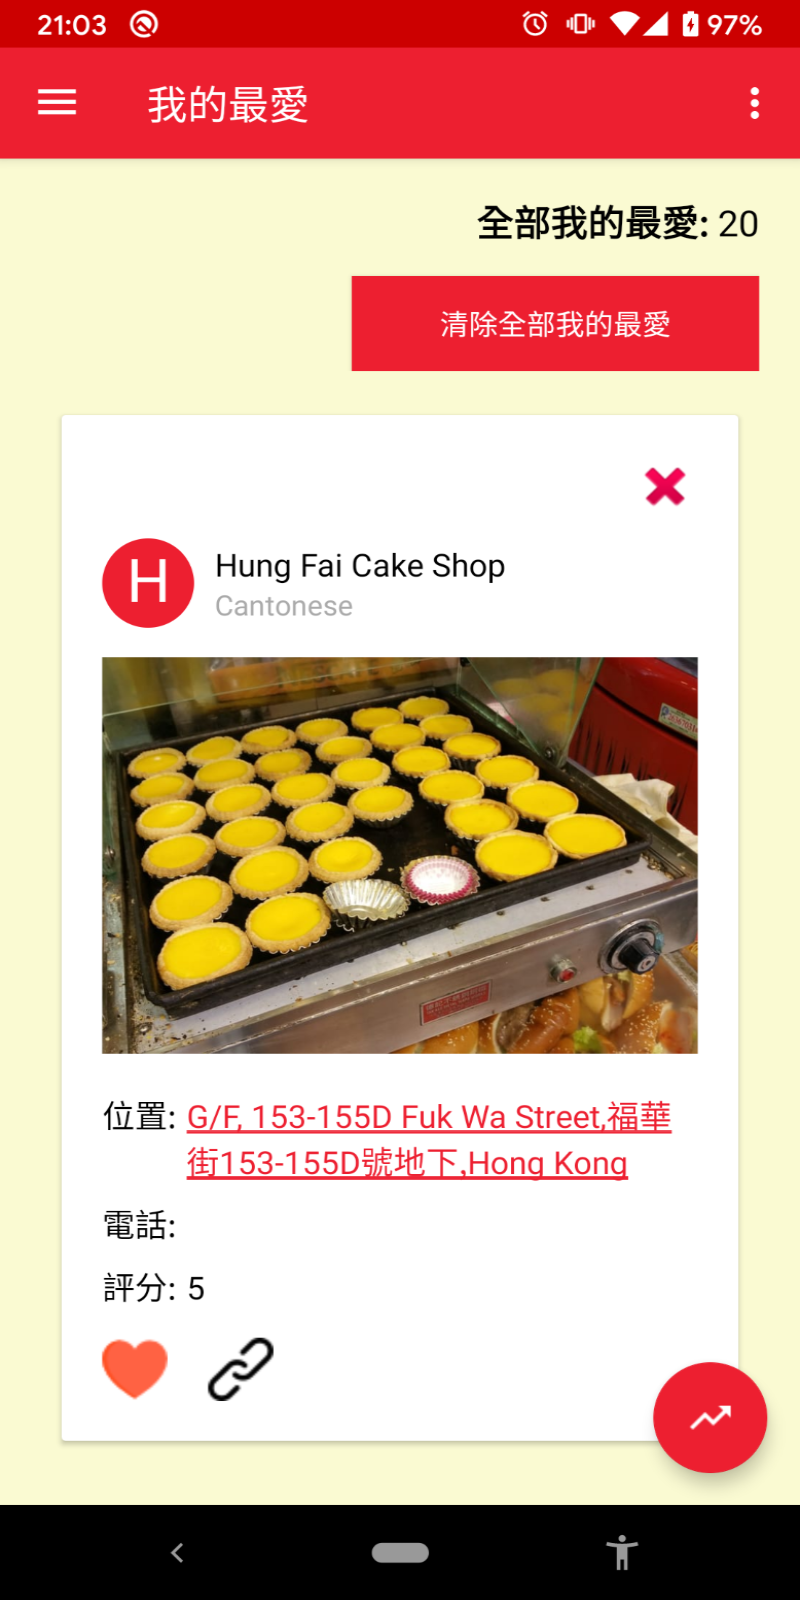 21:03
97%
我的最愛
全部我的最愛: 20
清除全部我的最愛
H
Hung Fai Cake Shop
Cantonese
位置: G/F, 153-155D Fuk Wa Street,福華
街153-155D號地下,Hong Kong
電話:
評分: 5